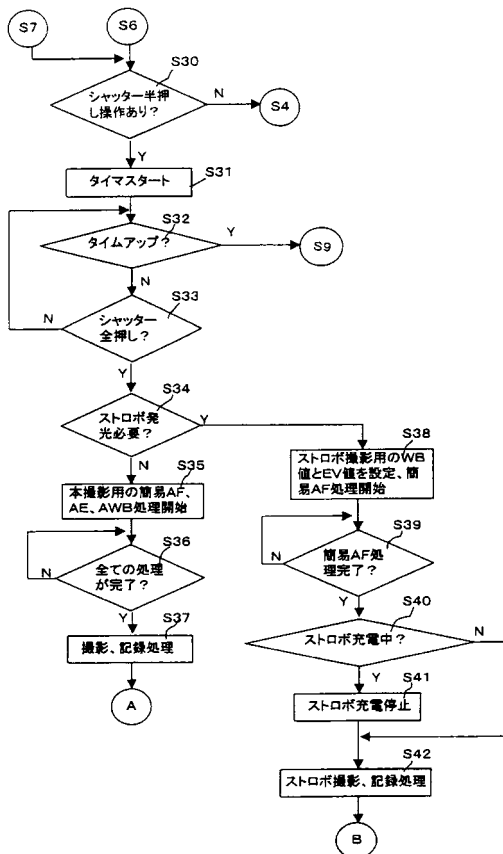 S7
S6
S30
シャッター半押
し操作あり?
N
S4
Y
タイマスタート
S31
S32
タイムアップ?
Y
S9
N
S33
シャッター
全押し?
N
Y
S34
ストロボ発
光必要?
Y
N
S35
本撮影用の簡易AF、
AE、AWB処理開始
S36
全ての処理
が完了?
N
Y
S37
撮影、記録処理
A
S38
ストロボ撮影用のWB
値とEV値を設定、簡
易AF処理開始
S39
簡易AF処
理完了?
N
Y
S40
ストロボ充電中?
N
Y
S41
ストロボ充電停止
S42
ストロボ撮影、記録処理
B